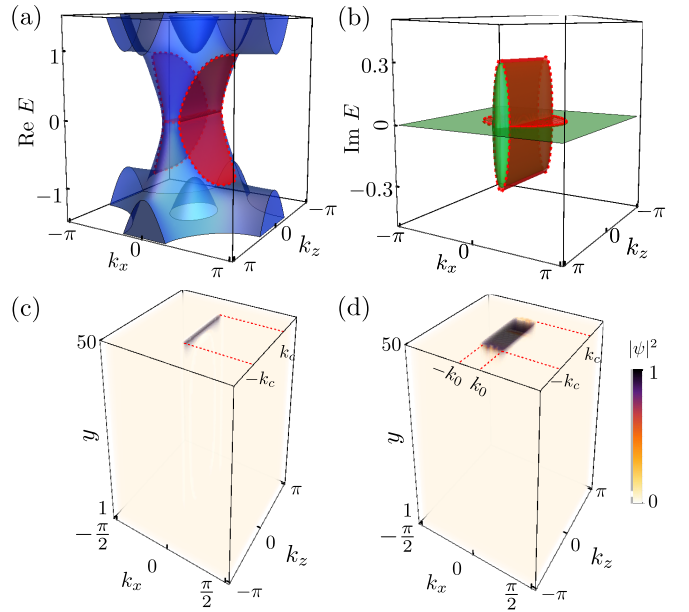 (a)
1
0
−1
Re E
−π
0
π
k_x
−π
0
π
k_z
(b)
0.3
0
−0.3
Im E
−π
0
π
k_x
−π
0
π
k_z
(c)
50
y
1
−π/2
0
π/2
k_x
−π
0
π
k_z
k_c
−k_c
(d)
50
y
1
−π/2
0
π/2
k_x
−π
0
π
k_z
−k_0
k_0
k_c
−k_c
|ψ|²
1
0